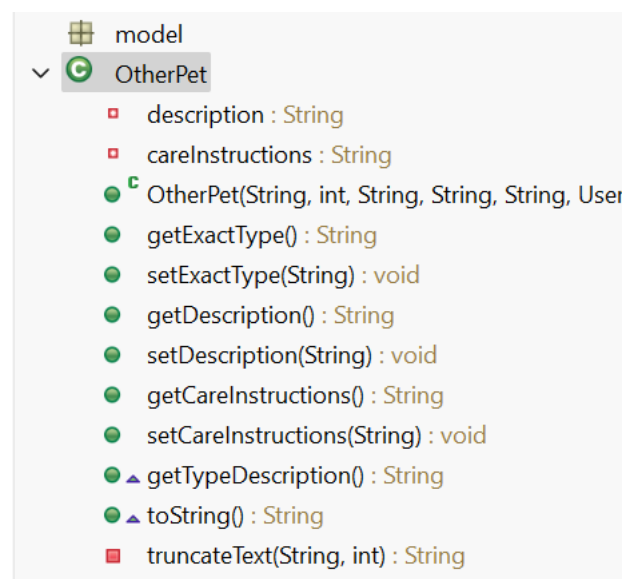 model
OtherPet
description : String
careInstructions : String
OtherPet(String, int, String, String, String, User
getExactType() : String
setExactType(String) : void
getDescription() : String
setDescription(String) : void
getCareInstructions() : String
setCareInstructions(String) : void
getTypeDescription() : String
toString() : String
truncateText(String, int) : String